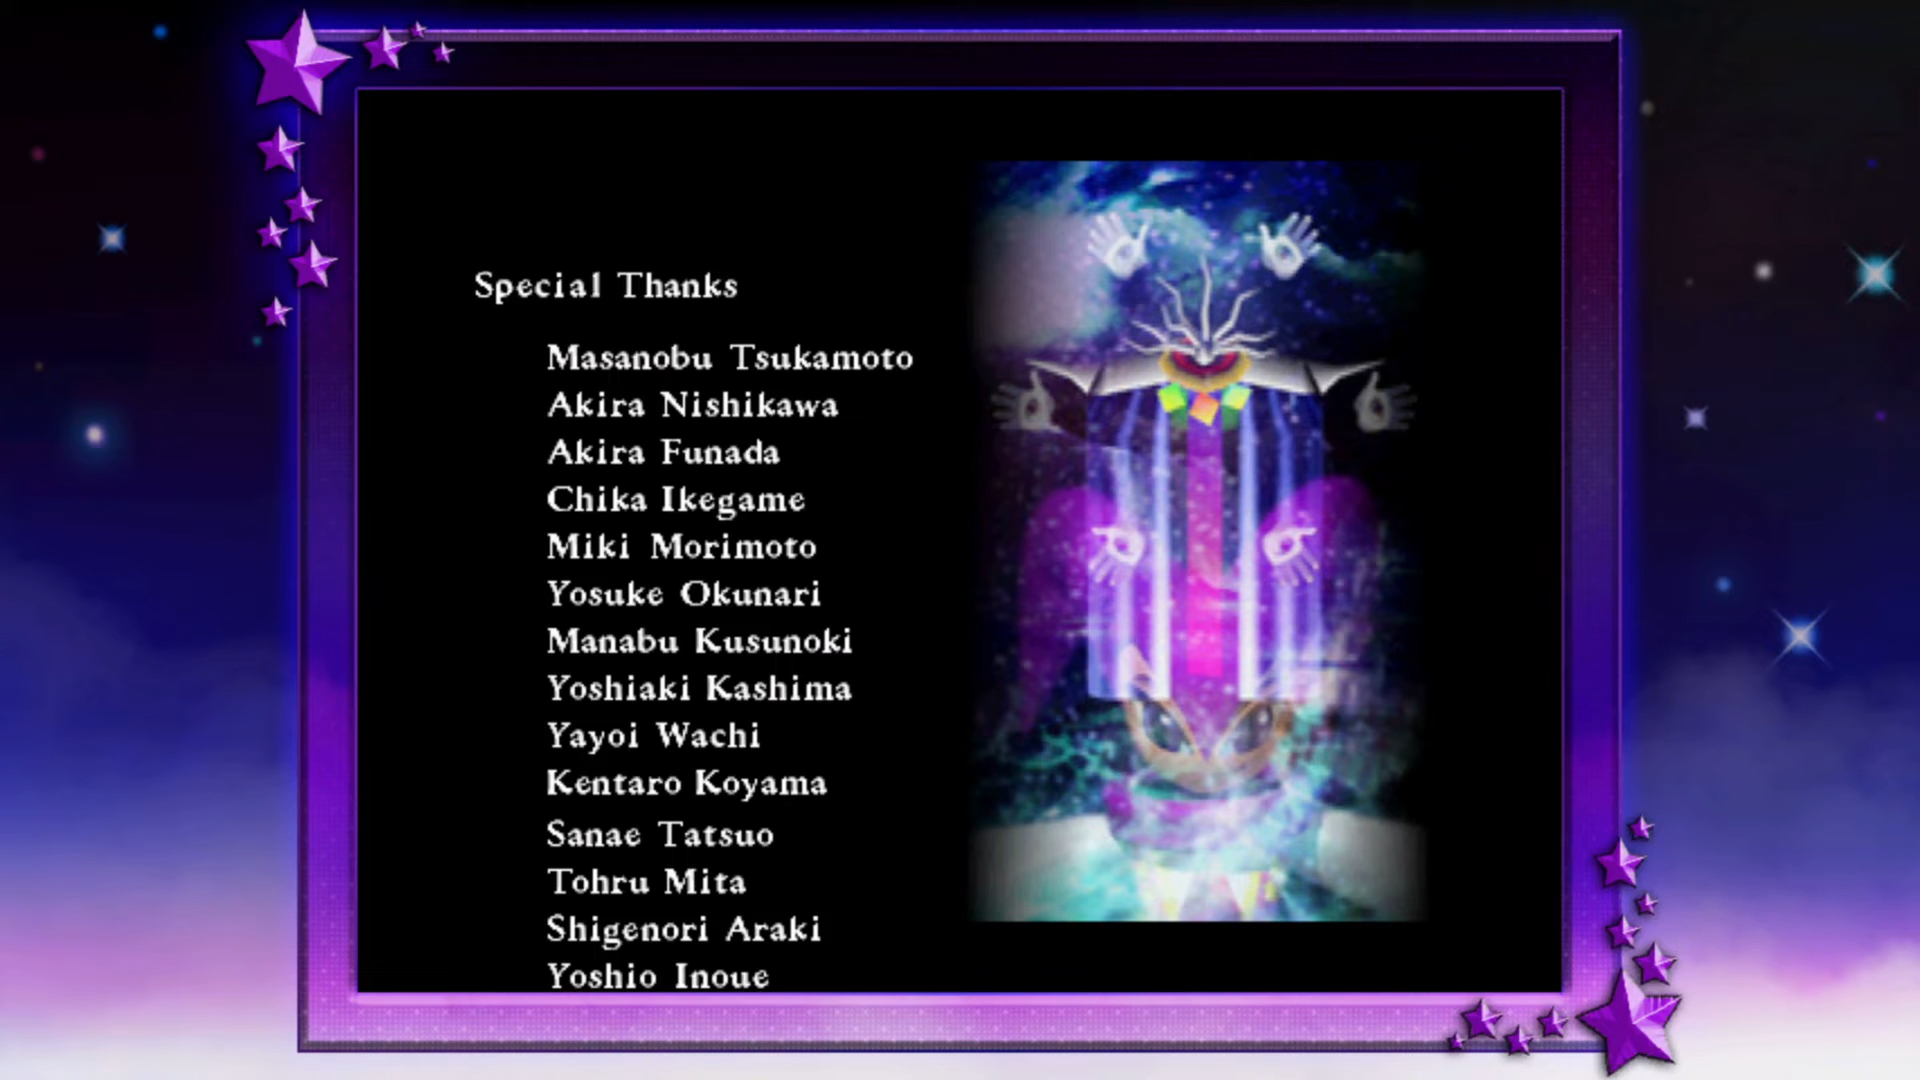 Special Thanks
Masanobu Tsukamoto
Akira Nishikawa
Akira Funada
Chika Ikegame
Miki Morimoto
Yosuke Okunari
Manabu Kusunoki
Yoshiaki Kashima
Yayoi Wachi
Kentaro Koyama
Sanae Tatsuo
Tohru Mita
Shigenori Araki
Yoshio Inoue